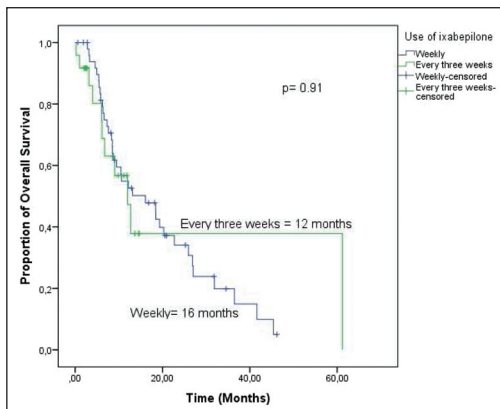 Use of ixabepilone
Weekly
Every three weeks
Weekly-censored
Every three weeks-
censored
p= 0.91
Every three weeks = 12 months
Weekly= 16 months
Proportion of Overall Survival
1,0
0,8
0,6
0,4
0,2
0,0
,00
20,00
40,00
60,00
Time (Months)